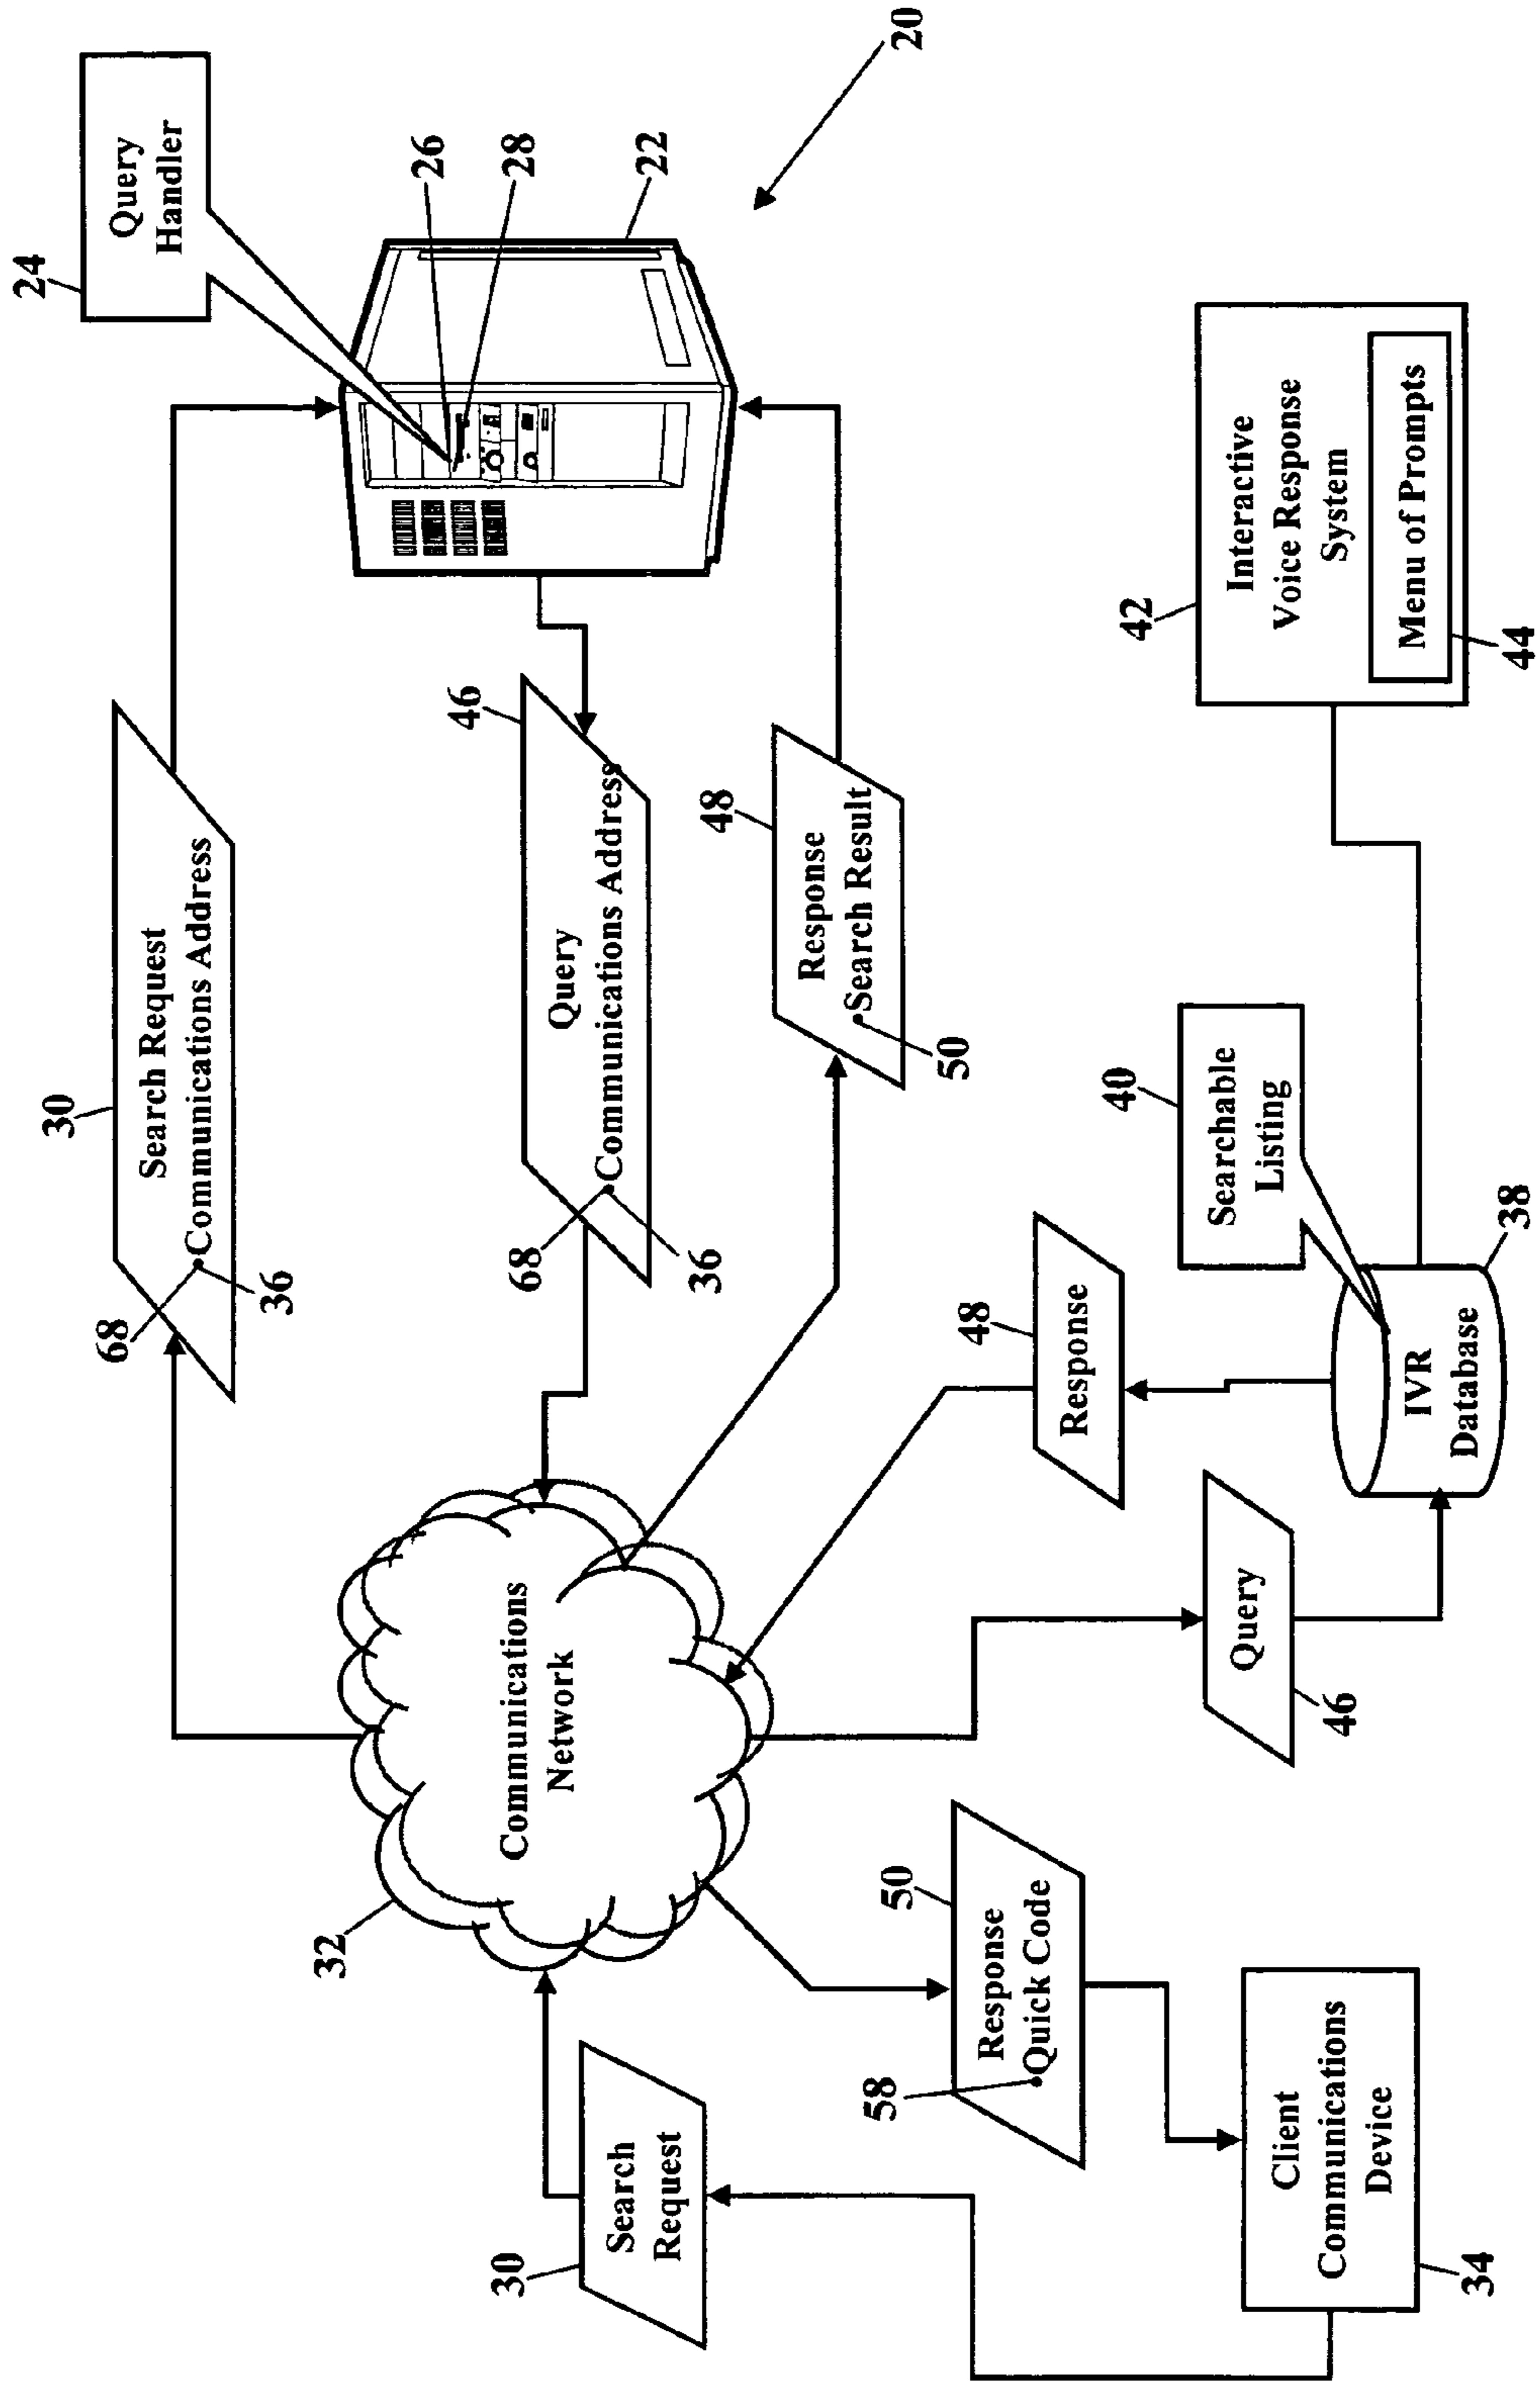 24
Query
Handler
26
28
22
20
30
Search Request
Communications Address
68
36
46
Query
Communications Address
68
36
48
Response
Search Result
50
42
Interactive
Voice Response
System
Menu of Prompts
44
40
Searchable
Listing
48
Response
IVR
Database
38
Query
46
32
Communications
Network
50
Response
Quick Code
58
30
Search
Request
Client
Communications
Device
34